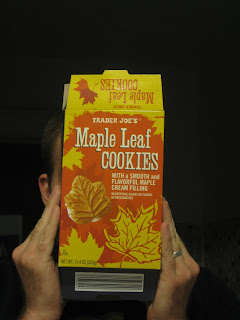 Maple Leaf
COOKIES
TRADER JOE'S
Maple Leaf
COOKIES
WITH A SMOOTH and
FLAVORFUL MAPLE
CREAM FILLING